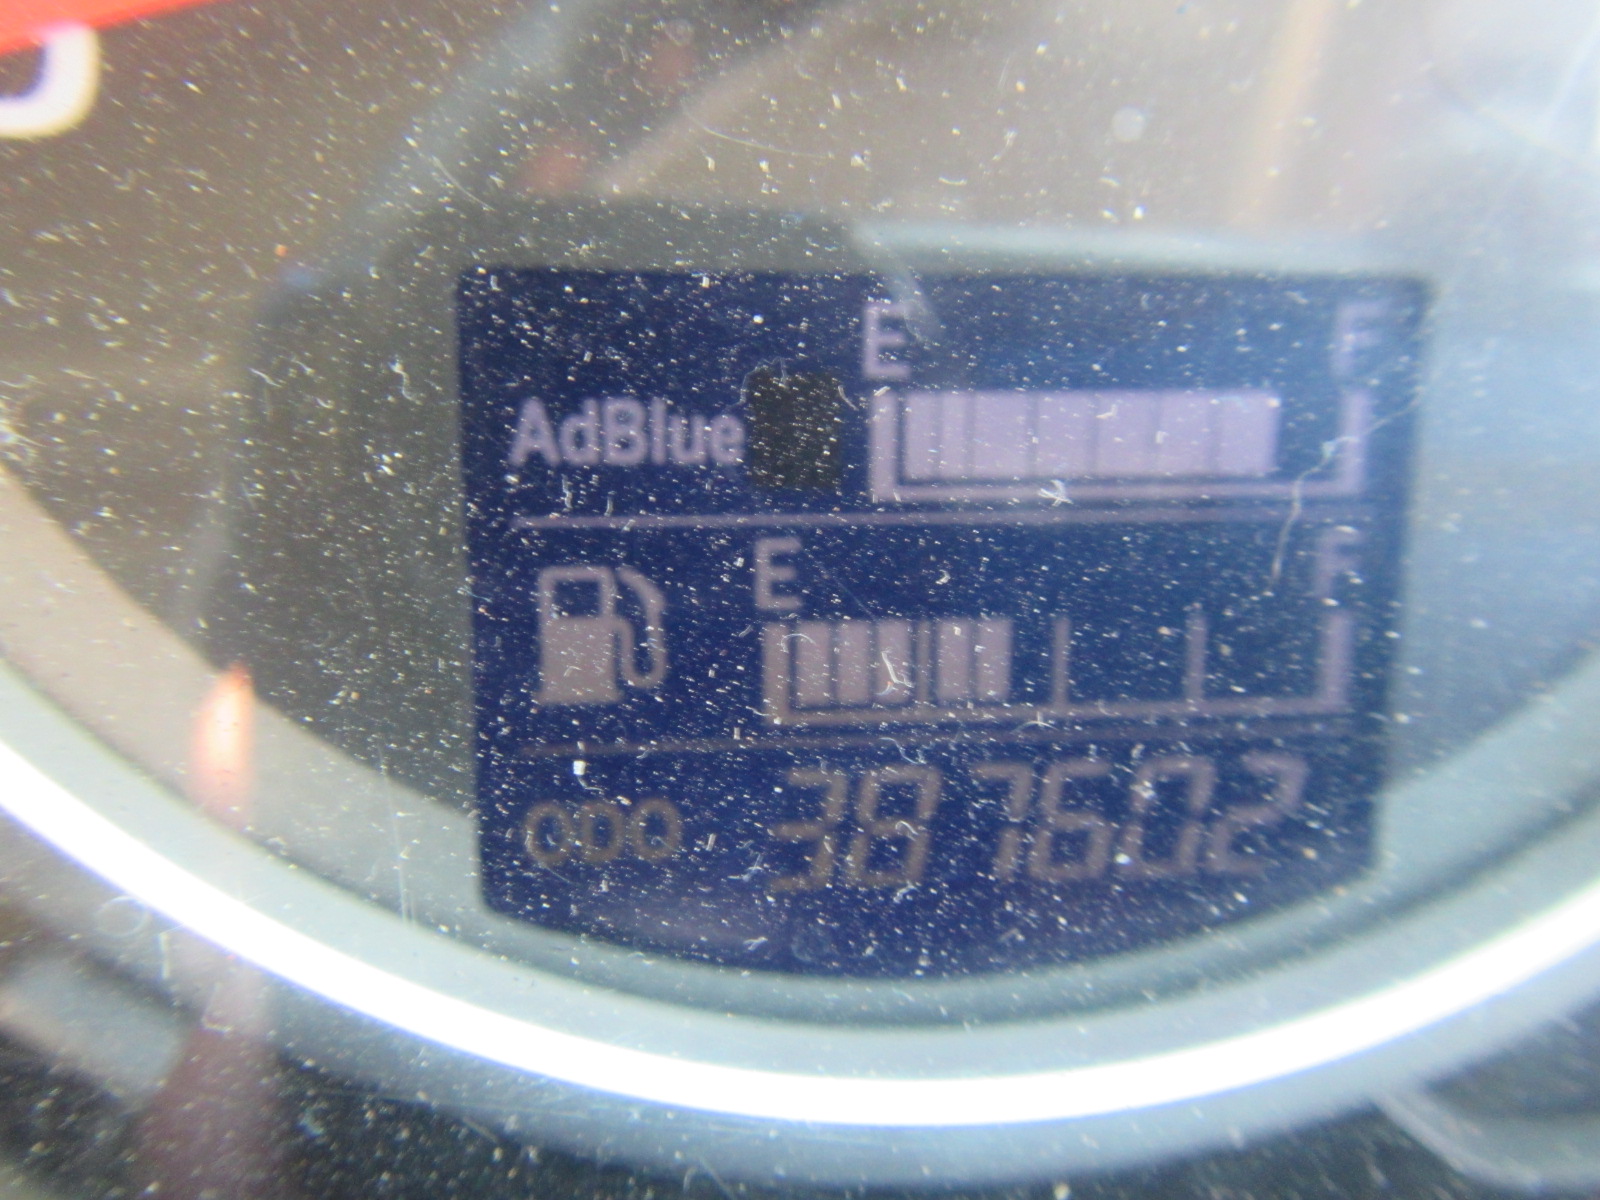 E F
AdBlue
E F
ODO 387602